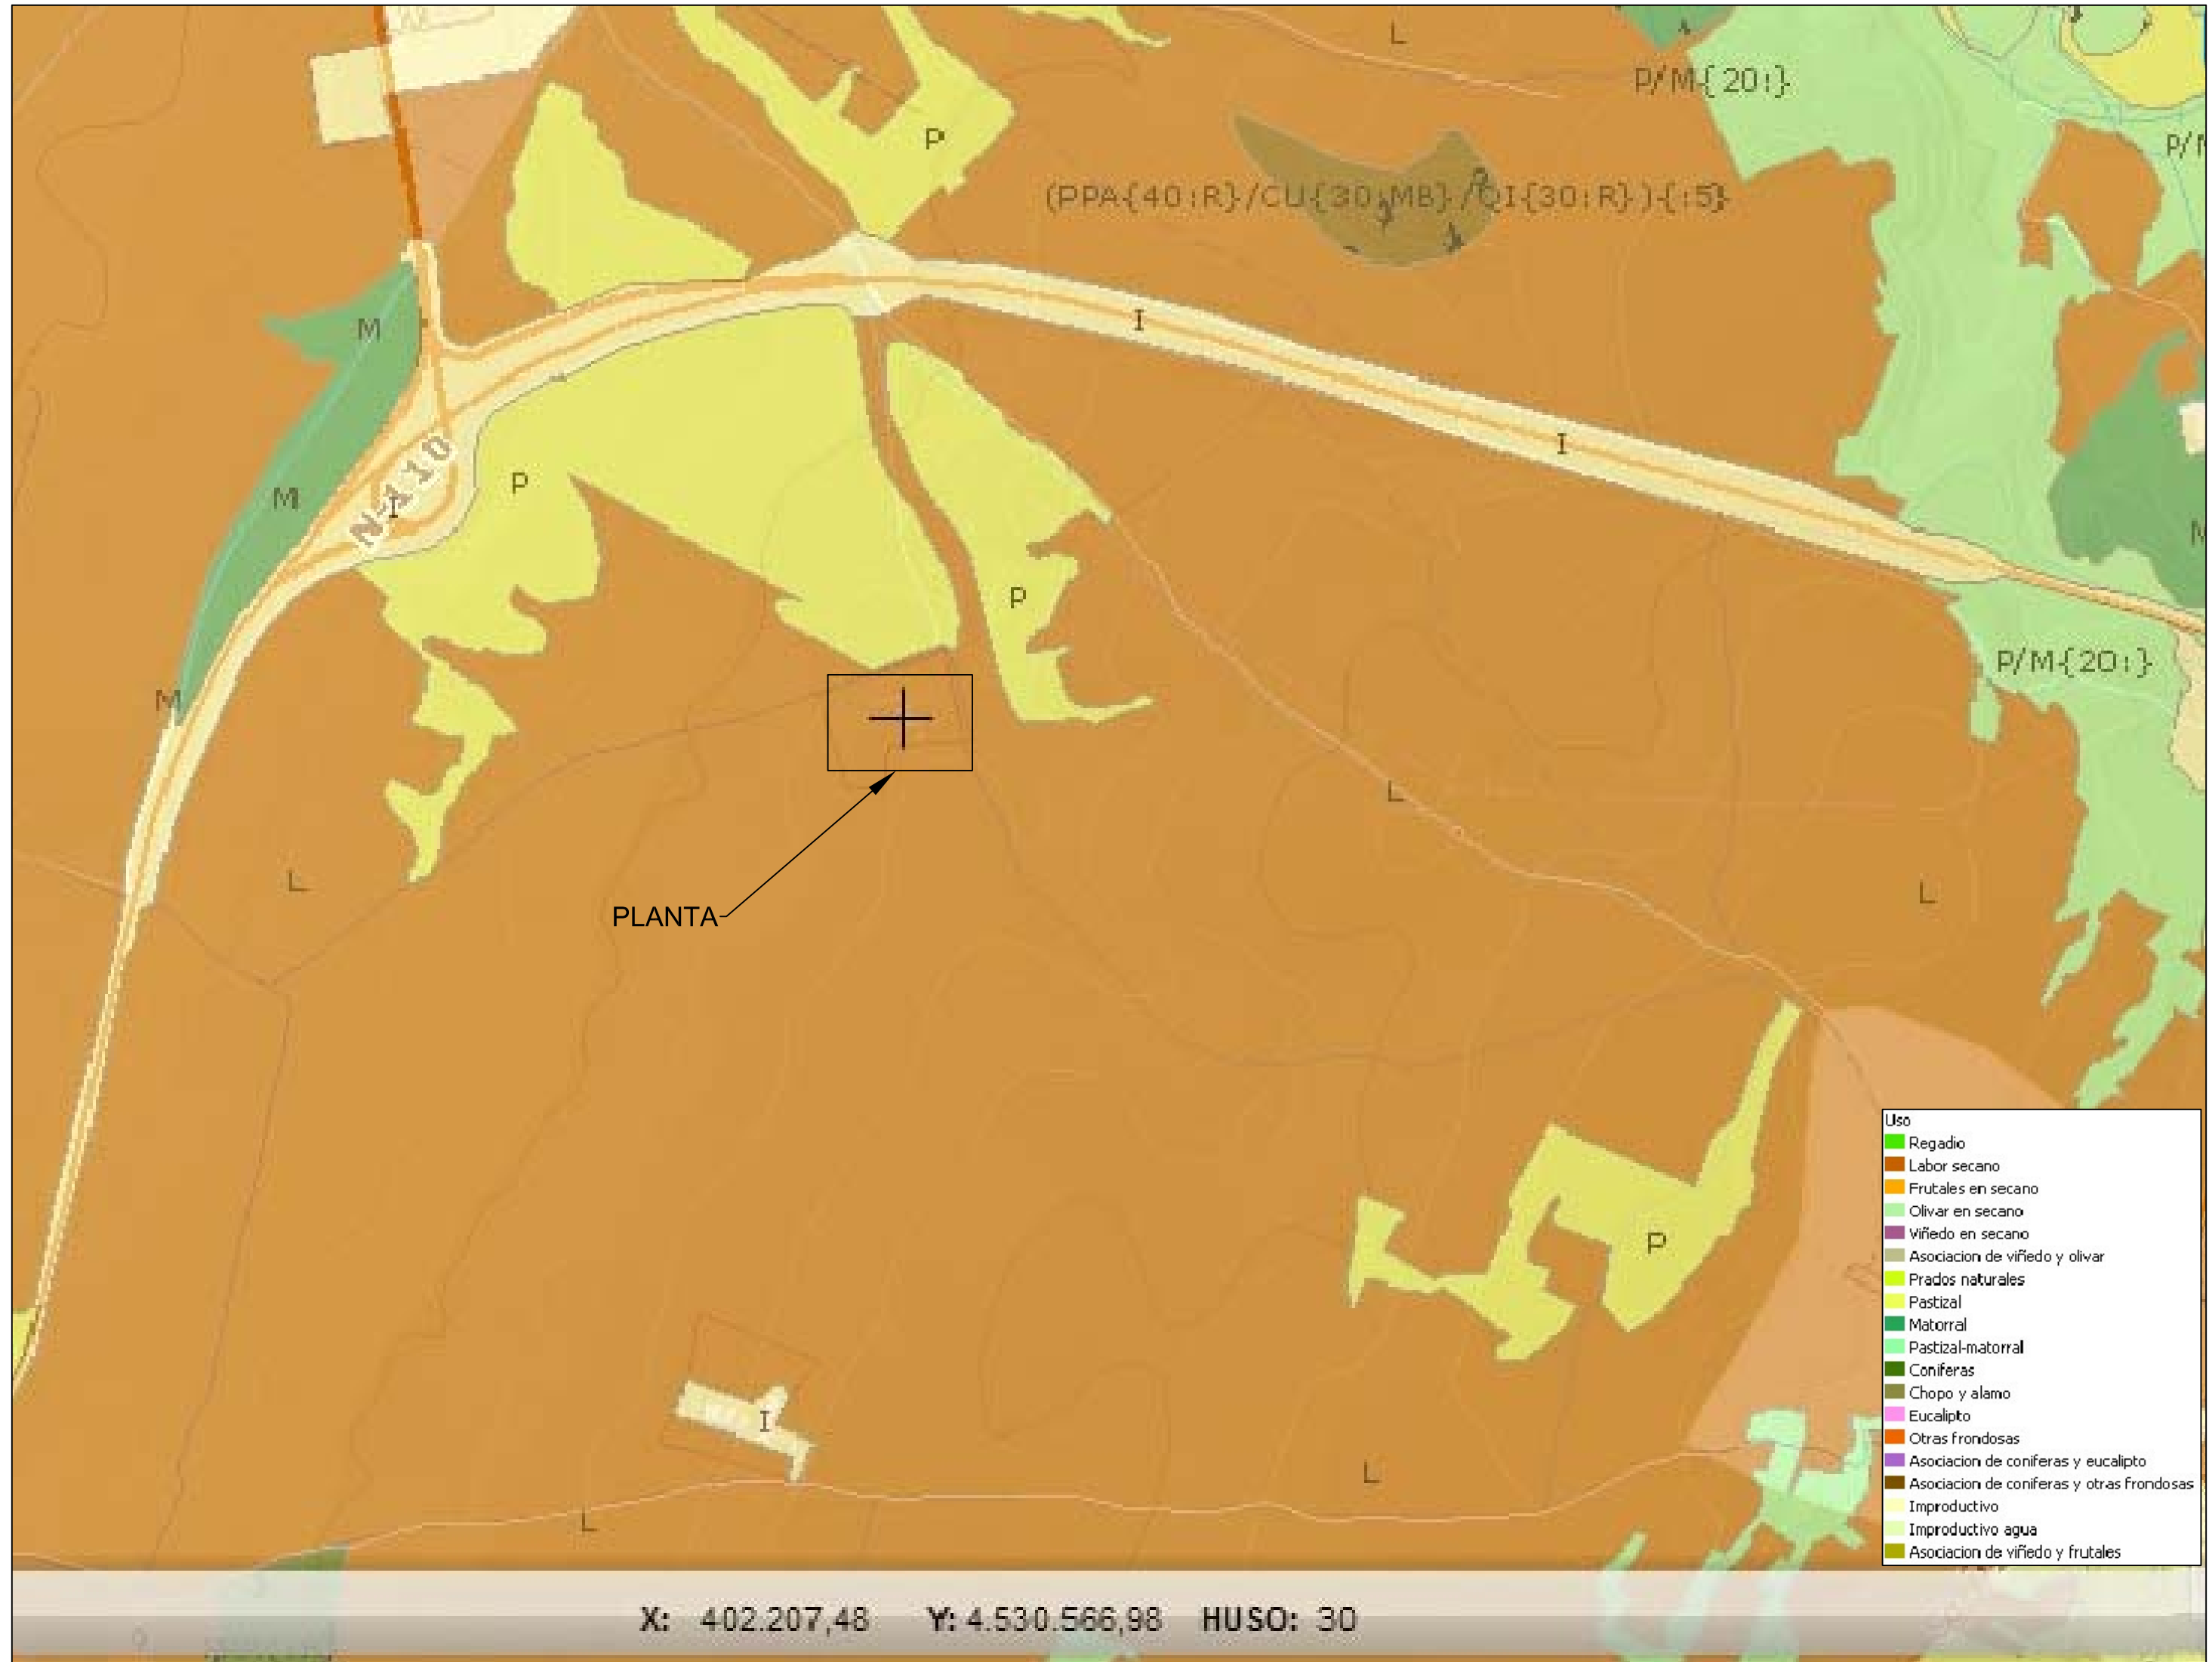 L
P/M{20:}
P
P/M
(PPA{40:R}/CU{30:MB}/QI{30:R}){:5}
M
I
I
N-110
I
P
M
M
P
P/M{20:}
M
L
L
L
PLANTA
P
I
L
L
Uso
Regadio
Labor secano
Frutales en secano
Olivar en secano
Viñedo en secano
Asociacion de viñedo y olivar
Prados naturales
Pastizal
Matorral
Pastizal-matorral
Coniferas
Chopo y alamo
Eucalipto
Otras frondosas
Asociacion de coniferas y eucalipto
Asociacion de coniferas y otras frondosas
Improductivo
Improductivo agua
Asociacion de viñedo y frutales
X: 402.207,48 Y: 4.530.566,98 HUSO: 30